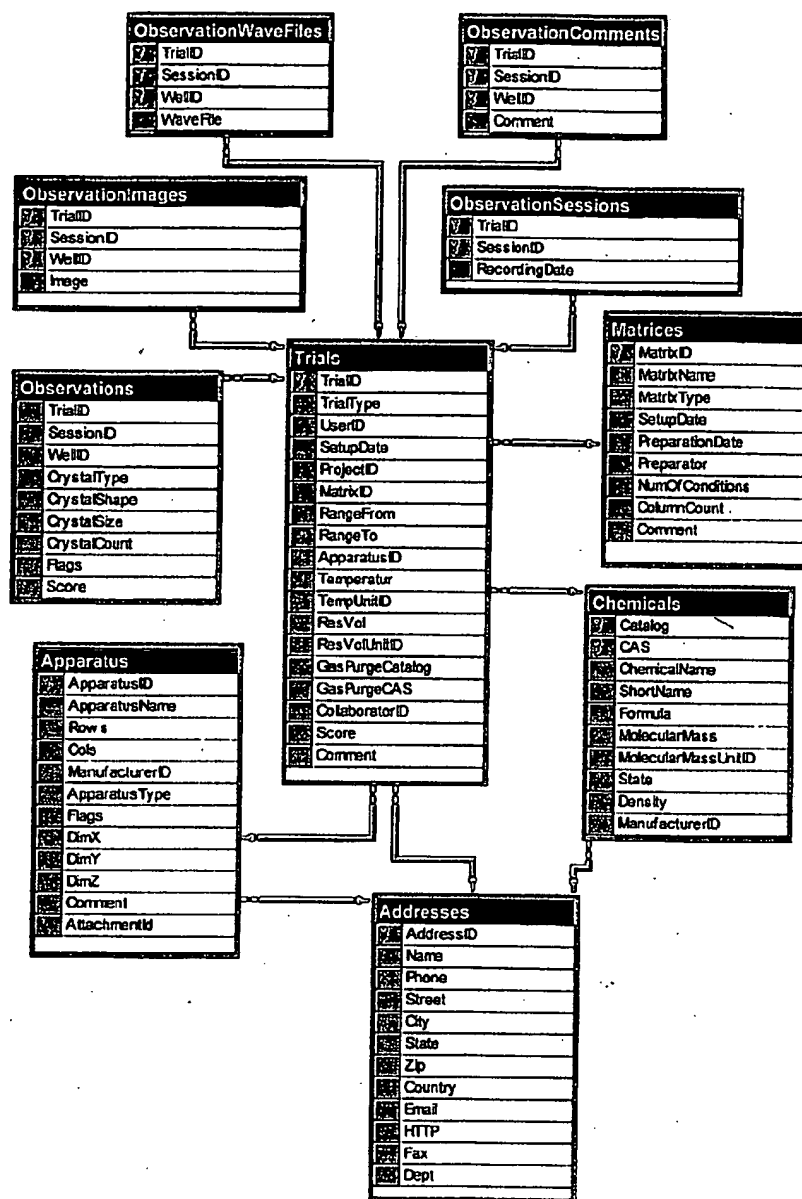 ObservationWaveFiles
TrialID
SessionID
WellID
WaveFile
ObservationComments
TrialID
SessionID
WellID
Comment
ObservationImages
TrialID
SessionID
WellID
Image
ObservationSessions
TrialID
SessionID
RecordingDate
Observations
TrialID
SessionID
WellID
CrystalType
CrystalShape
CrystalSize
CrystalCount
Flags
Score
Trials
TrialID
TrialType
UserID
SetupDate
ProjectID
MatrixID
RangeFrom
RangeTo
ApparatusID
Temperatur
TempUnitID
ResVol
ResVolUnitID
GasPurgeCatalog
GasPurgeCAS
CollaboratorID
Score
Comment
Matrices
MatrixID
MatrixName
MatrixType
SetupDate
PreparationDate
Preparator
NumOfConditions
ColumnCount
Comment
Apparatus
ApparatusID
ApparatusName
Rows
Cols
ManufacturerID
ApparatusType
Flags
DimX
DimY
DimZ
Comment
AttachmentId
Chemicals
Catalog
CAS
ChemicalName
ShortName
Formula
MolecularMass
MolecularMassUnitID
State
Density
ManufacturerID
Addresses
AddressID
Name
Phone
Street
City
State
Zip
Country
Email
HTTP
Fax
Dept